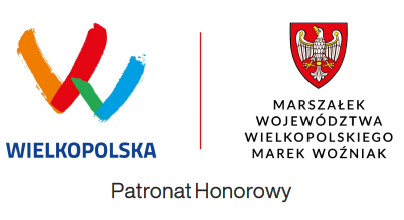 WIELKOPOLSKA
MARSZAŁEK
WOJEWÓDZTWA
WIELKOPOLSKIEGO
MAREK WOŹNIAK
Patronat Honorowy